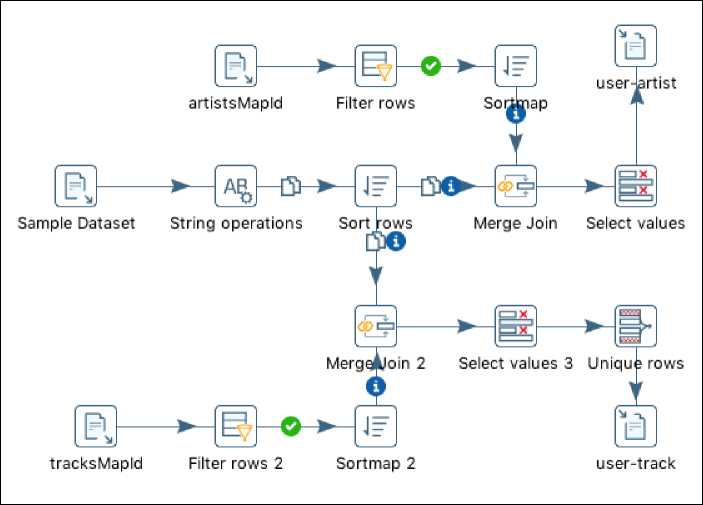 user-artist
artistsMapId
Filter rows
Sortmap
Sample Dataset
AB
String operations
Sort rows
Merge Join
Select values
Merge Join 2
Select values 3
Unique rows
tracksMapId
Filter rows 2
Sortmap 2
user-track